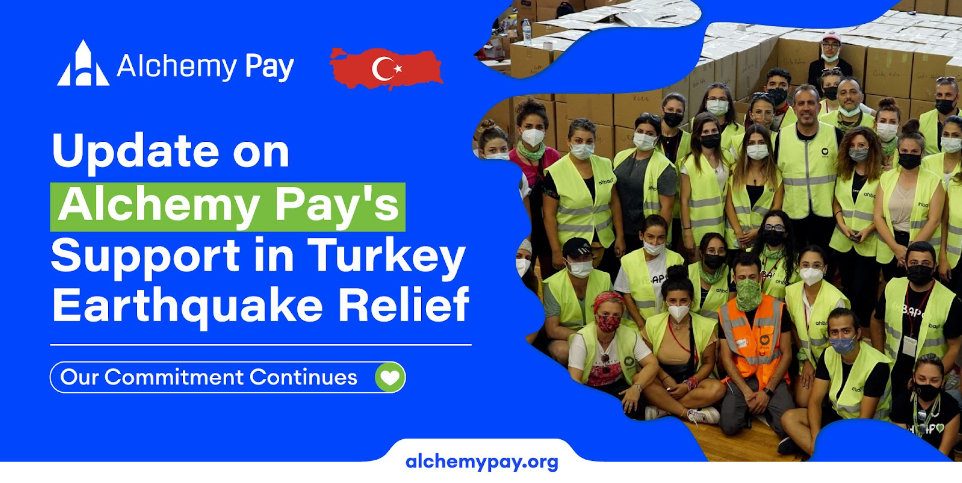 Alchemy Pay
Update on
Alchemy Pay's
Support in Turkey
Earthquake Relief
Our Commitment Continues
alchemypay.org